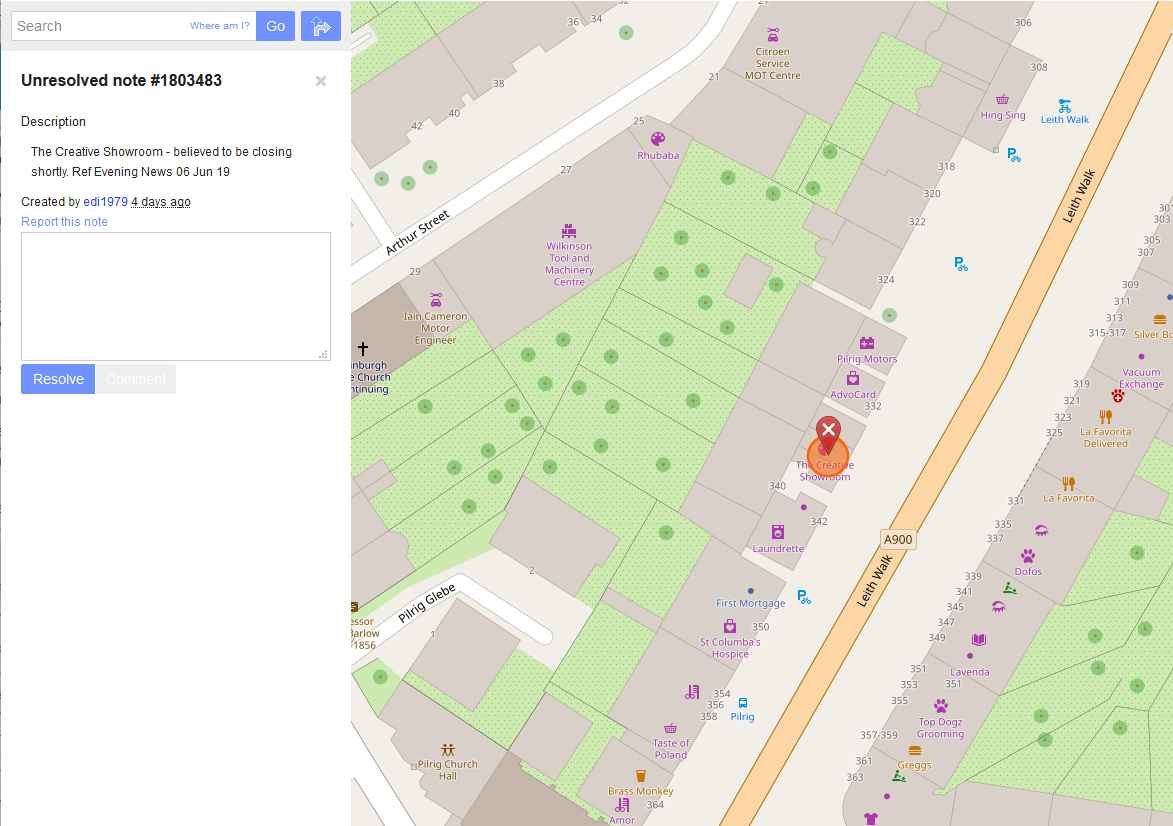 Search
Where am I?
Go
Unresolved note #1803483
×
Description
The Creative Showroom - believed to be closing
shortly. Ref Evening News 06 Jun 19
Created by edi1979 4 days ago
Report this note
Resolve
Comment
32
36
34
38
40
42
21
Citroen
Service
MOT Centre
306
308
Hing Sing
Leith Walk
25
Rhubaba
27
318
320
322
324
Leith Walk
Arthur Street
Wilkinson
Tool and
Machinery
Centre
29
Iain Cameron
Motor
Engineer
303
305
307
309
311
313
315-317
Vacuum
Exchange
319
321
323
325
La Favorita
Delivered
La Favorita
Pilrig Motors
AdvoCard
332
The Creative
Showroom
340
342
Laundrette
A900
Leith Walk
331
335
337
Dofos
339
341
345
347
349
2
Pilrig Glebe
1
-1856
First Mortgage
350
St Columba's
Hospice
354
356
358
Pilrig
Taste of
Poland
351
353
355
Lavenda
351
Top Dogz
Grooming
357-359
Greggs
361
363
Pilrig Church
Hall
Brass Monkey
364
Amor